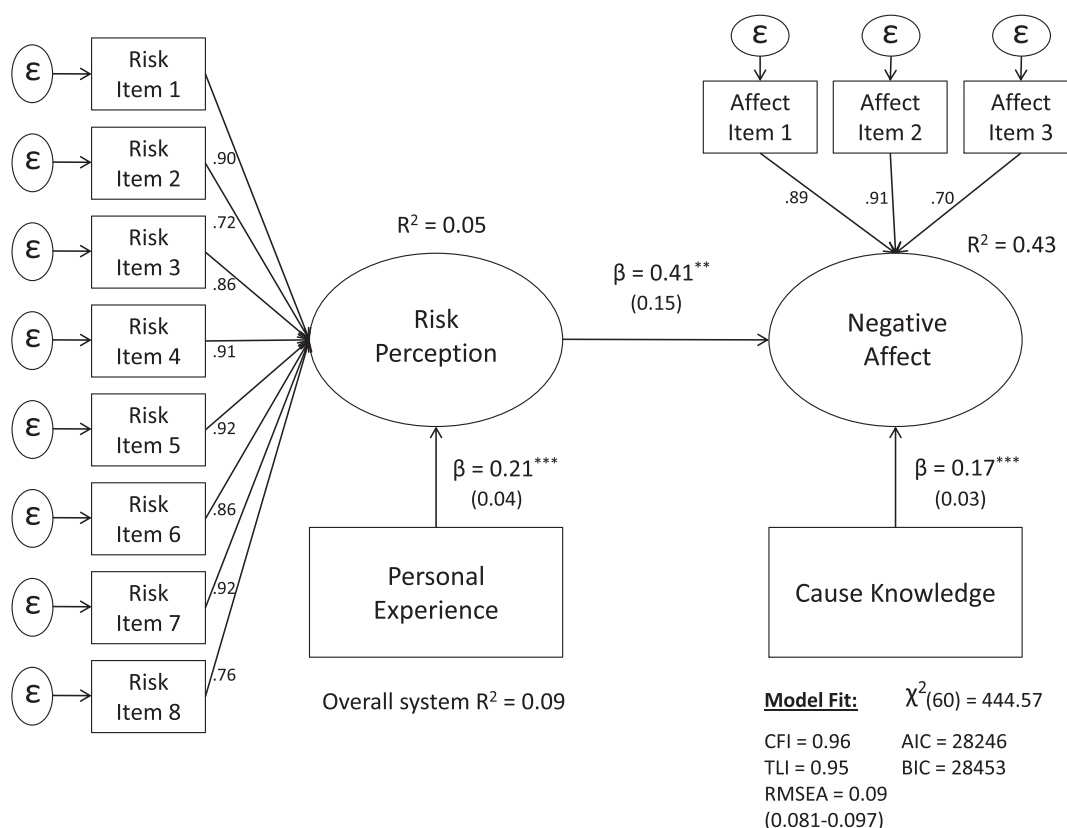 ε
Risk
Item 1
ε
Risk
Item 2
ε
Risk
Item 3
ε
Risk
Item 4
ε
Risk
Item 5
ε
Risk
Item 6
ε
Risk
Item 7
ε
Risk
Item 8
.90
.72
.86
.91
.92
.86
.92
.76
R² = 0.05
Risk
Perception
β = 0.21***
(0.04)
Personal
Experience
Overall system R² = 0.09
β = 0.41**
(0.15)
ε
ε
ε
Affect
Item 1
Affect
Item 2
Affect
Item 3
.89
.91
.70
R² = 0.43
Negative
Affect
β = 0.17***
(0.03)
Cause Knowledge
Model Fit: χ²(60) = 444.57
CFI = 0.96 AIC = 28246
TLI = 0.95 BIC = 28453
RMSEA = 0.09
(0.081-0.097)